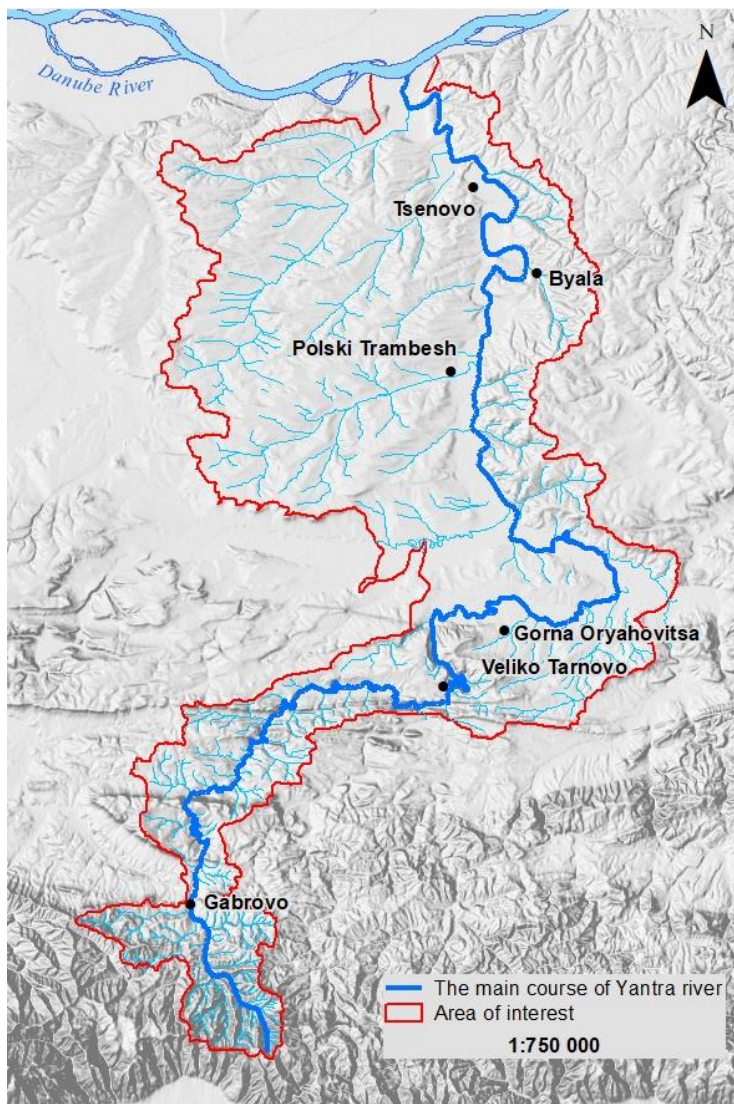 N
Danube River
Tsenovo
Byala
Polski Trambesh
Gorna Oryahovitsa
Veliko Tarnovo
Gabrovo
The main course of Yantra river
Area of interest
1:750 000